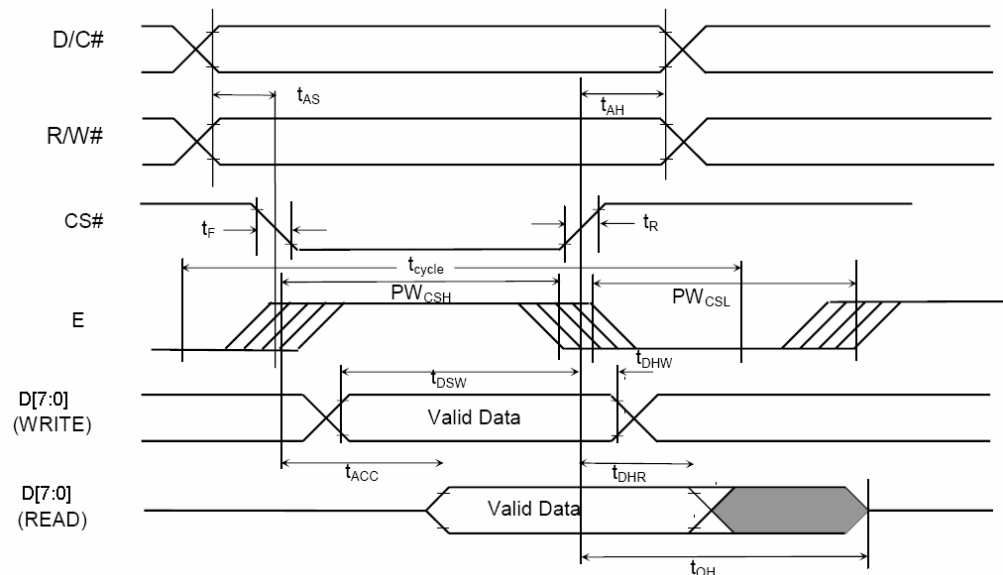 D/C#
t_AS
t_AH
R/W#
CS#
t_F
t_R
t_cycle
PW_CSH
PW_CSL
E
t_DHW
t_DSW
D[7:0]
(WRITE)
Valid Data
t_ACC
t_DHR
D[7:0]
(READ)
Valid Data
t_OH